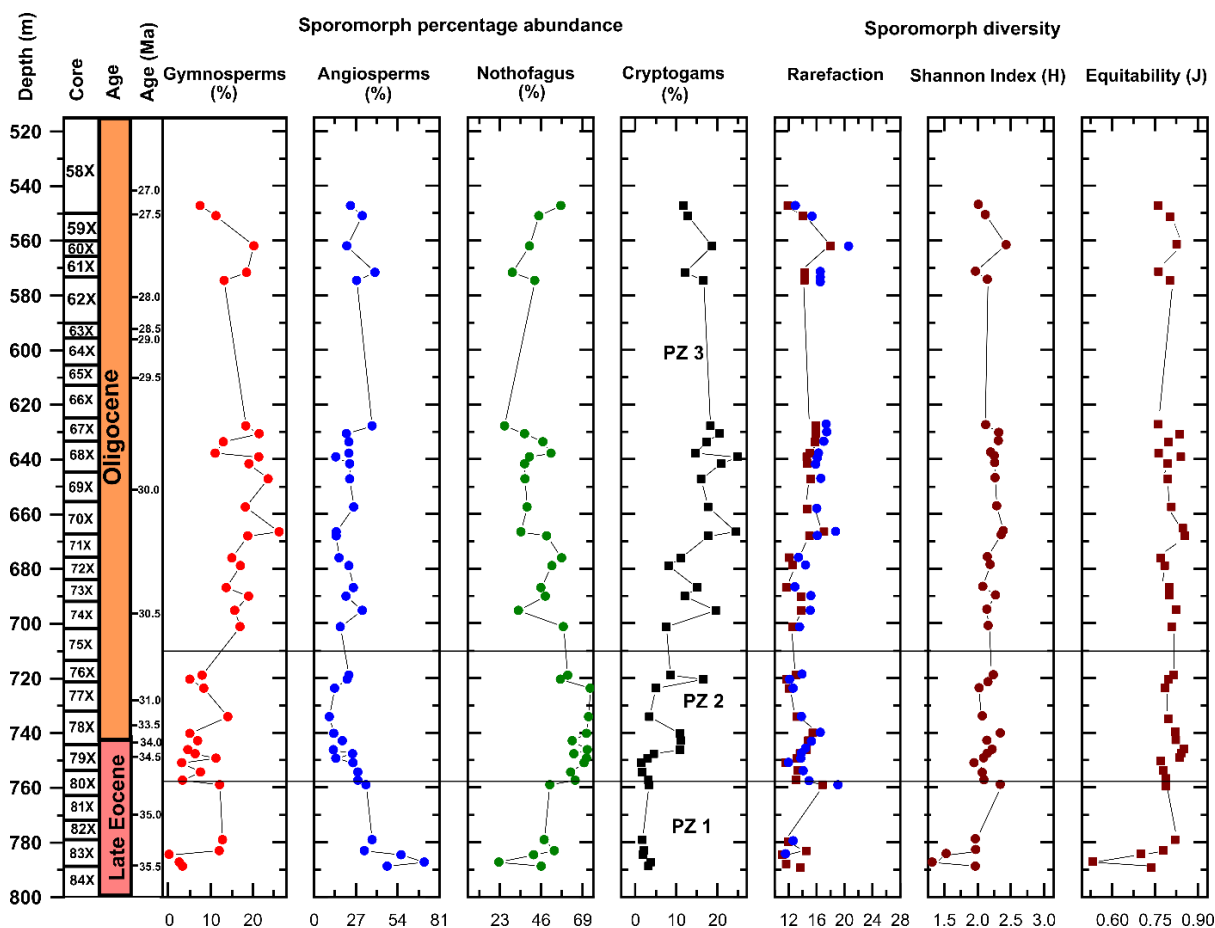 Sporomorph percentage abundance
Sporomorph diversity
Depth (m)
Core
Age
Age (Ma)
Gymnosperms
(%)
Angiosperms
(%)
Nothofagus
(%)
Cryptogams
(%)
Rarefaction
Shannon Index (H)
Equitability (J)
520
540
560
580
600
620
640
660
680
700
720
740
760
780
800
58X
59X
60X
61X
62X
63X
64X
65X
66X
67X
68X
69X
70X
71X
72X
73X
74X
75X
76X
77X
78X
79X
80X
81X
82X
83X
84X
Oligocene
Late Eocene
27.0
27.5
28.0
28.5
29.0
29.5
30.0
30.5
31.0
33.5
34.0
34.5
35.0
35.5
PZ 3
PZ 2
PZ 1
0 10 20
0 27 54 81
23 46 69
0 10 20
12 16 20 24 28
1.3 2.1 2.4 3.0
0.60 0.75 0.90